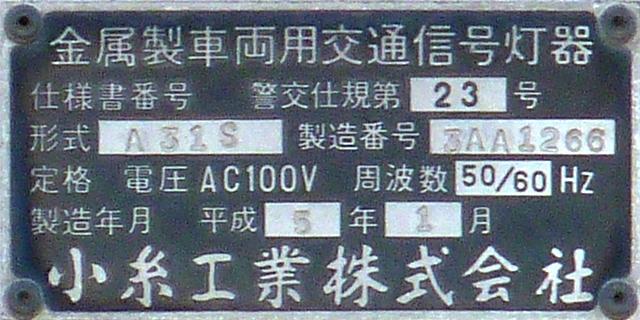 金属製車両用交通信号灯器
仕様書番号 警交仕規第 23 号
形式 A31S 製造番号 3AA1266
定格 電圧 AC100V 周波数 50/60 Hz
製造年月 平成 5 年 1 月
小糸工業株式会社